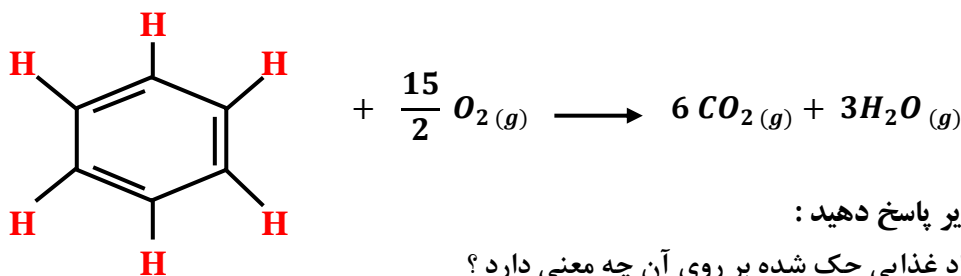 H
H H
+ 15/2 O₂ (g) ⟶ 6 CO₂ (g) + 3H₂O (g)
H H
H
یر پاسخ دهید :
د غذایی حک شده بر روی آن چه معنی دارد ؟